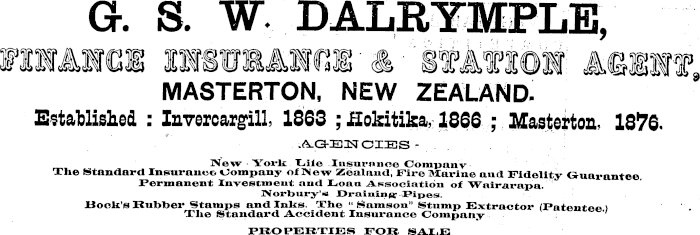 G. S. W. DALRYMPLE,
FINANCE INSURANCE & STATION AGENT,
MASTERTON, NEW ZEALAND.
Established : Invercargill, 1863 ; Hokitika, 1866 ; Masterton, 1876.
AGENCIES -
New York Life Insurance Company
The Standard Insurance Company of New Zealand, Fire Marine and Fidelity Guarantee.
Permanent Investment and Loan Association of Wairarapa.
Norbury's Draining Pipes.
Bock's Rubber Stamps and Inks. The "Samson" Stump Extractor (Patentee.)
The Standard Accident Insurance Company
PROPERTIES FOR SALE